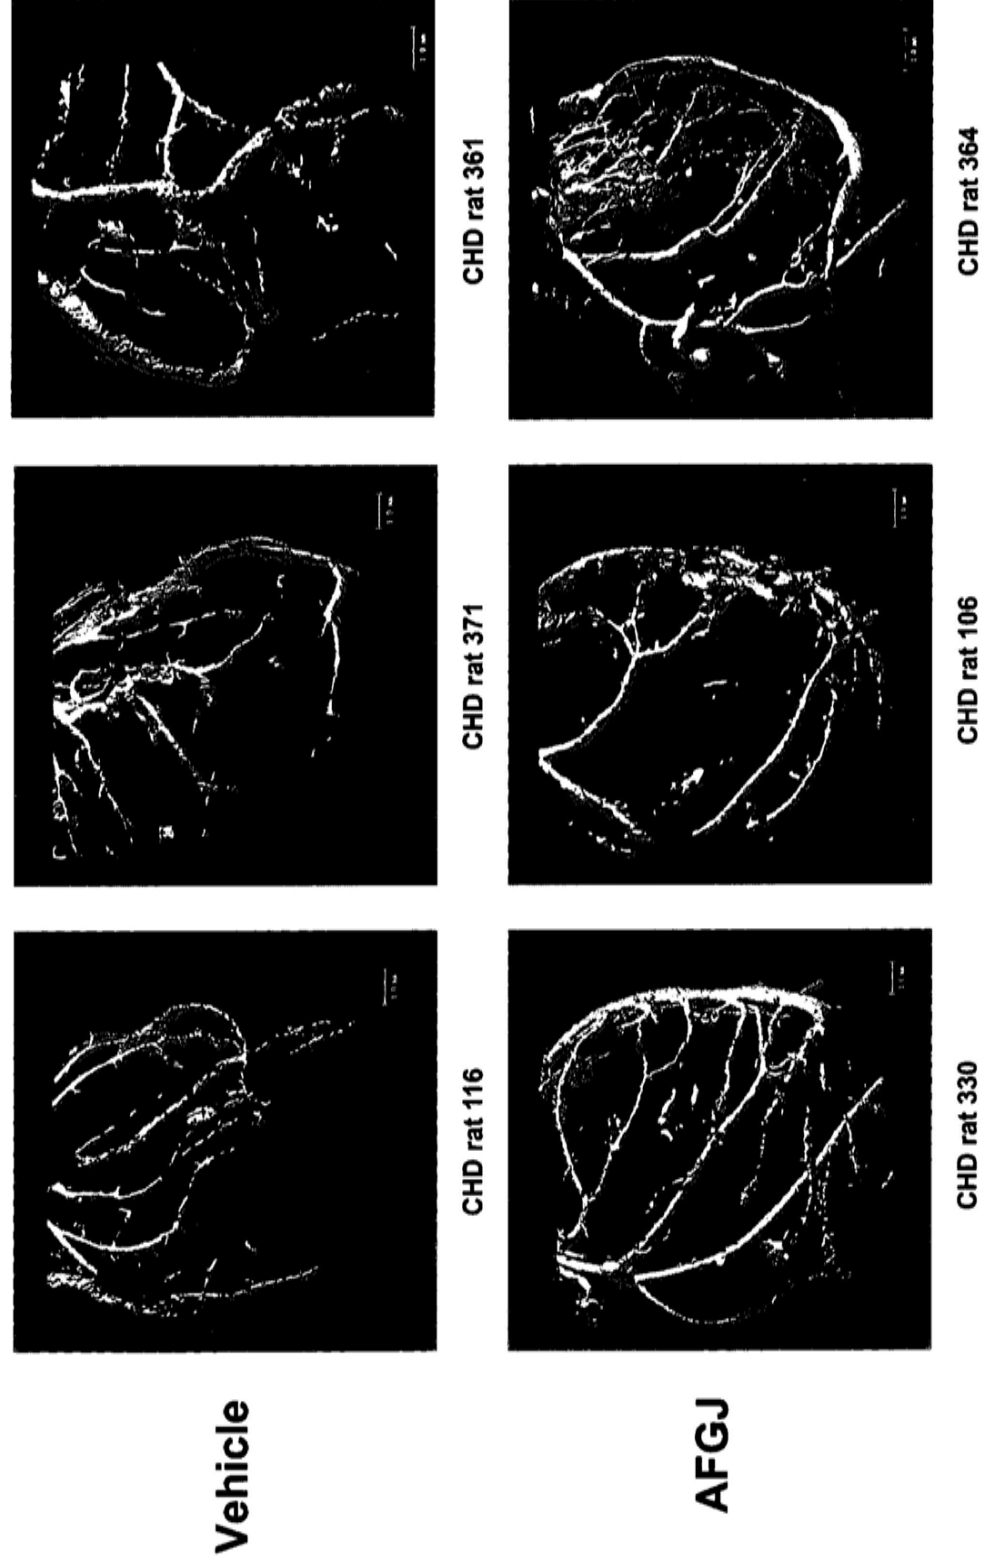 Vehicle
CHD rat 116
CHD rat 371
CHD rat 361
AFGJ
CHD rat 330
CHD rat 106
CHD rat 364